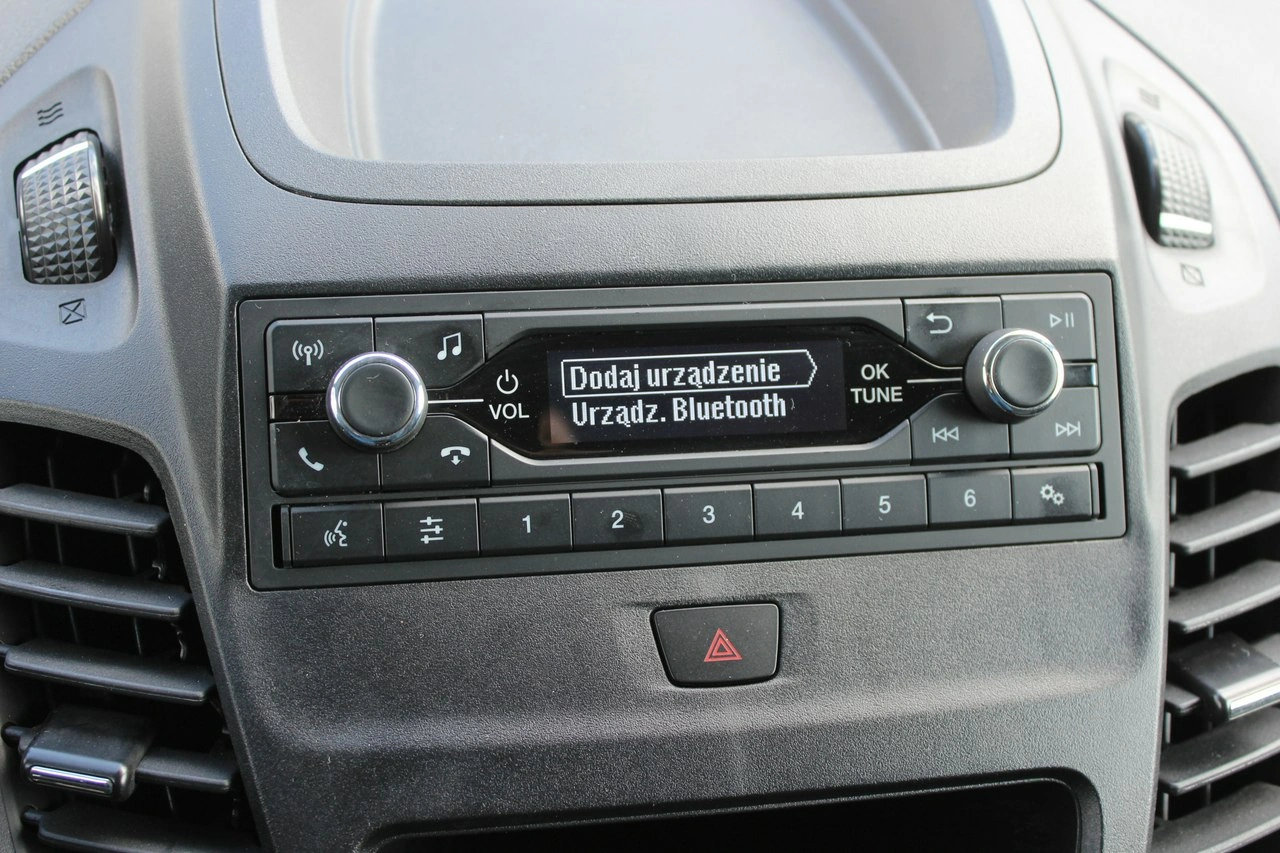 Dodaj urządzenie
Urządz. Bluetooth
VOL
OK
TUNE
1 2 3 4 5 6